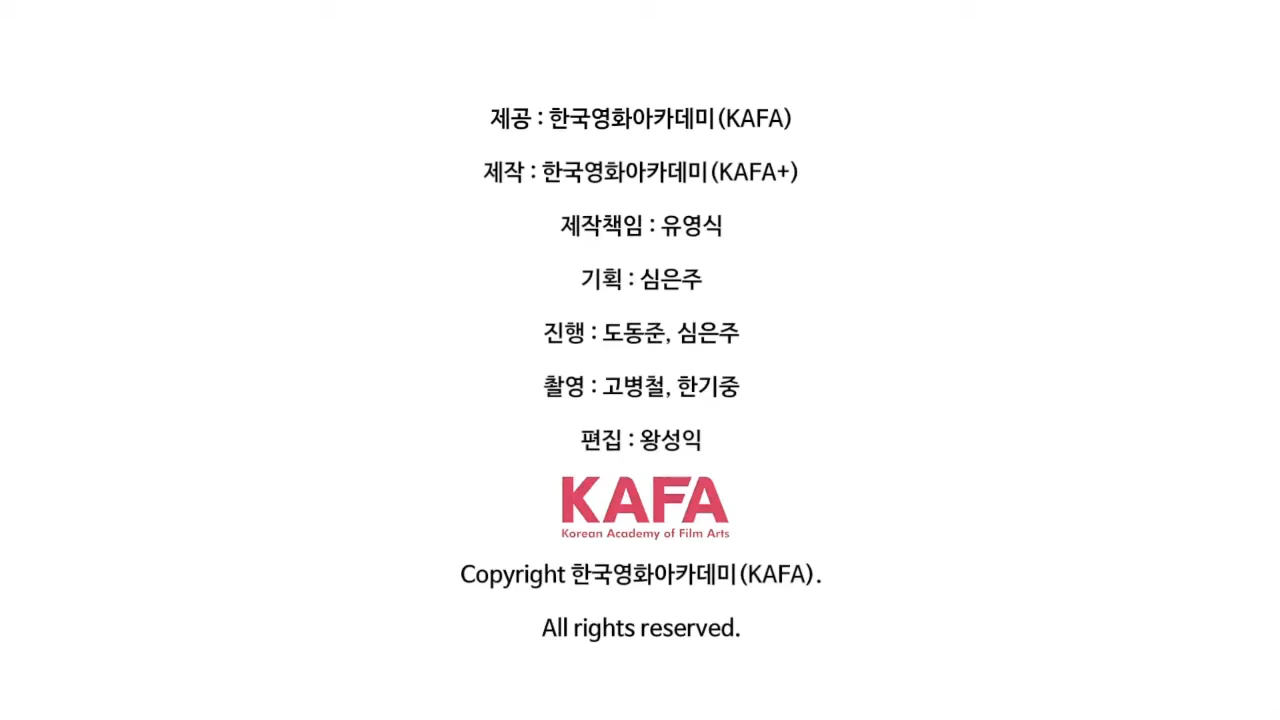 제공 : 한국영화아카데미(KAFA)
제작 : 한국영화아카데미(KAFA+)
제작책임 : 유영식
기획 : 심은주
진행 : 도동준, 심은주
촬영 : 고병철, 한기중
편집 : 왕성익
KAFA
Korean Academy of Film Arts
Copyright 한국영화아카데미(KAFA).
All rights reserved.